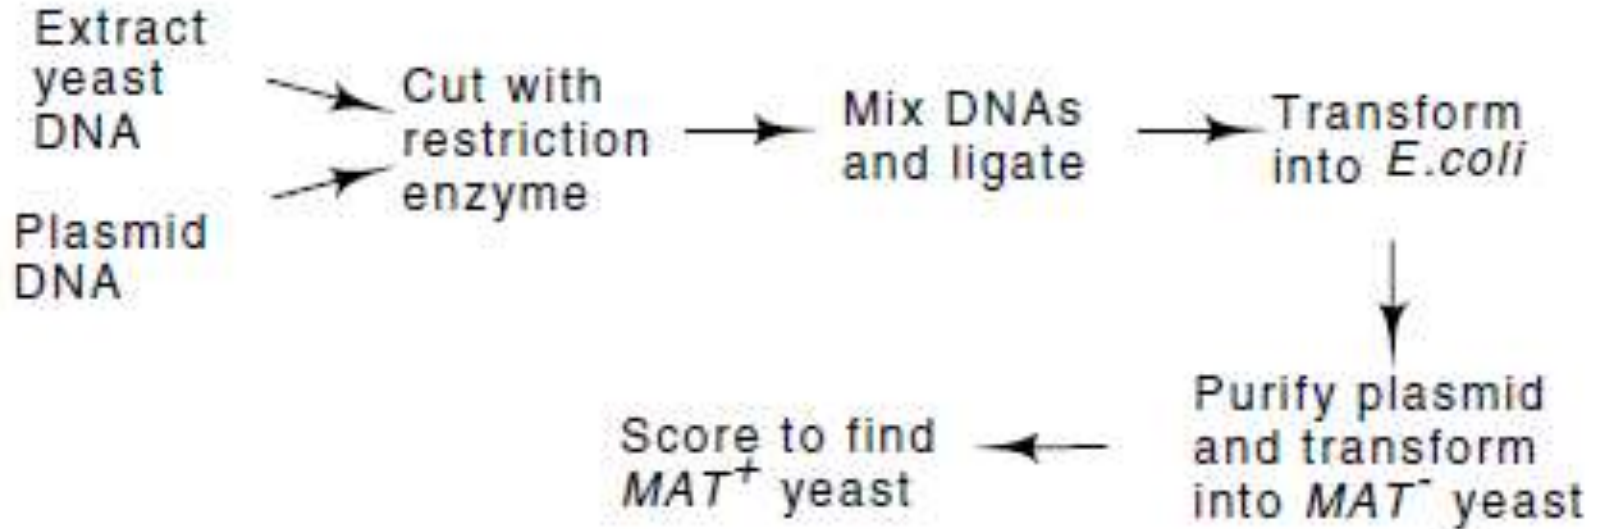 Extract
yeast
DNA
Plasmid
DNA
Cut with
restriction
enzyme
Mix DNAs
and ligate
Transform
into E.coli
Purify plasmid
and transform
into MAT- yeast
Score to find
MAT+ yeast